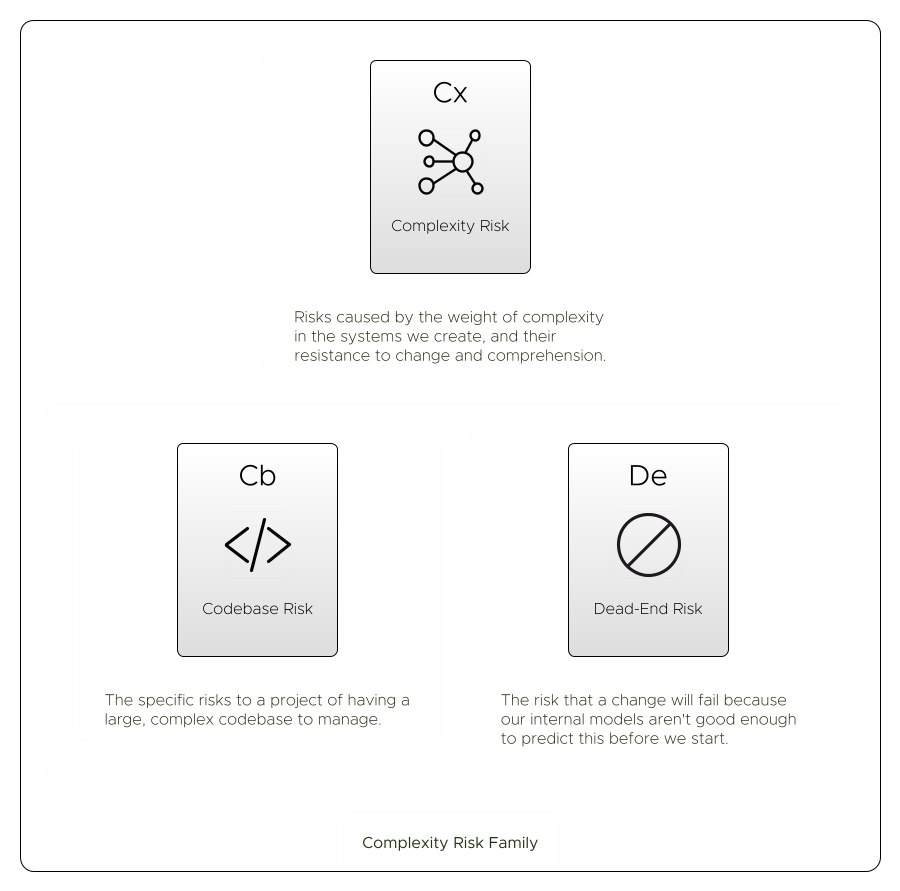 Cx
Complexity Risk
Risks caused by the weight of complexity
in the systems we create, and their
resistance to change and comprehension.
Cb
Codebase Risk
The specific risks to a project of having a
large, complex codebase to manage.
De
Dead-End Risk
The risk that a change will fail because
our internal models aren't good enough
to predict this before we start.
Complexity Risk Family